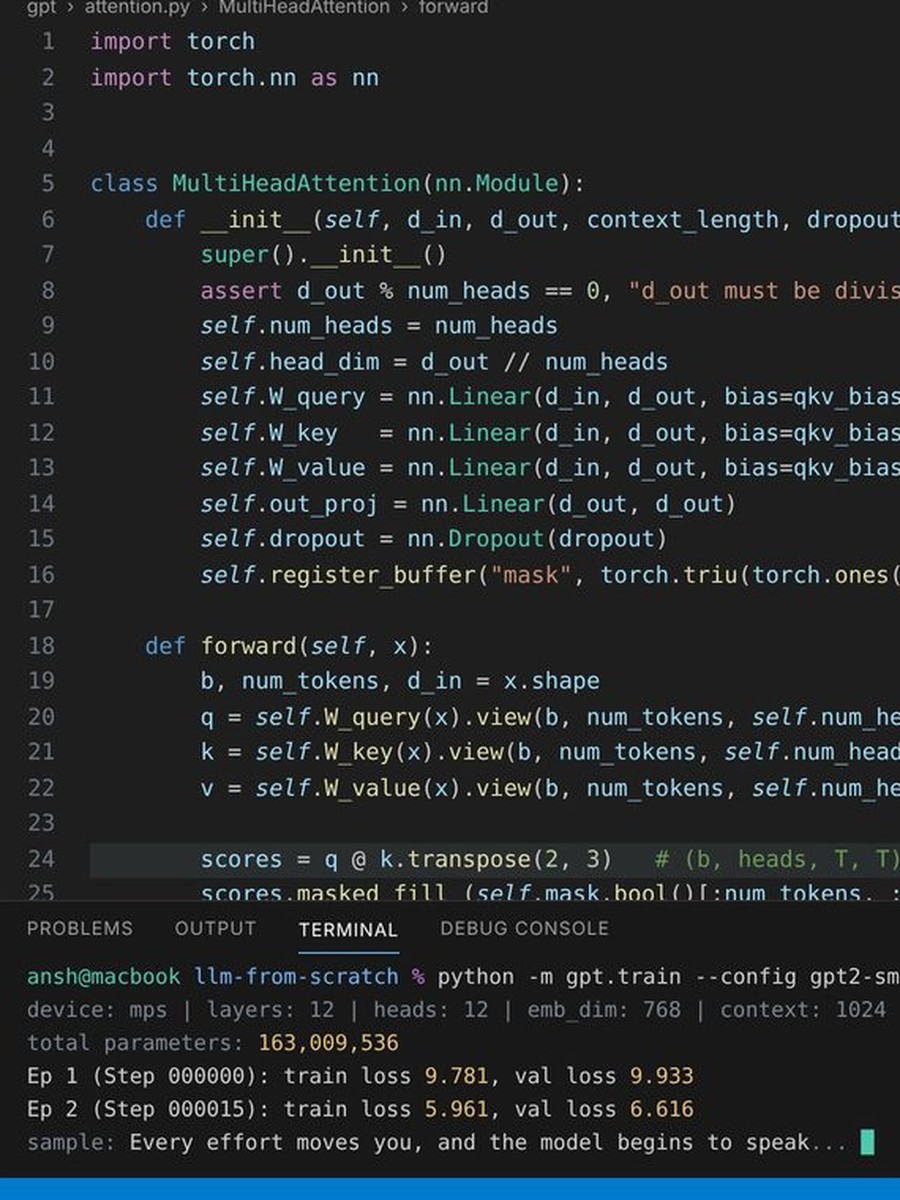 gpt › attention.py › MultiHeadAttention › forward
1 import torch
2 import torch.nn as nn
3
4
5 class MultiHeadAttention(nn.Module):
6     def __init__(self, d_in, d_out, context_length, dropout
7         super().__init__()
8         assert d_out % num_heads == 0, "d_out must be divis
9         self.num_heads = num_heads
10         self.head_dim = d_out // num_heads
11         self.W_query = nn.Linear(d_in, d_out, bias=qkv_bias
12         self.W_key   = nn.Linear(d_in, d_out, bias=qkv_bias
13         self.W_value = nn.Linear(d_in, d_out, bias=qkv_bias
14         self.out_proj = nn.Linear(d_out, d_out)
15         self.dropout = nn.Dropout(dropout)
16         self.register_buffer("mask", torch.triu(torch.ones(
17
18     def forward(self, x):
19         b, num_tokens, d_in = x.shape
20         q = self.W_query(x).view(b, num_tokens, self.num_he
21         k = self.W_key(x).view(b, num_tokens, self.num_head
22         v = self.W_value(x).view(b, num_tokens, self.num_he
23
24         scores = q @ k.transpose(2, 3)   # (b, heads, T, T)
25         scores.masked_fill_(self.mask.bool()[:num_tokens, :
PROBLEMS OUTPUT TERMINAL DEBUG CONSOLE
ansh@macbook llm-from-scratch % python -m gpt.train --config gpt2-sm
device: mps | layers: 12 | heads: 12 | emb_dim: 768 | context: 1024
total parameters: 163,009,536
Ep 1 (Step 000000): train loss 9.781, val loss 9.933
Ep 2 (Step 000015): train loss 5.961, val loss 6.616
sample: Every effort moves you, and the model begins to speak...